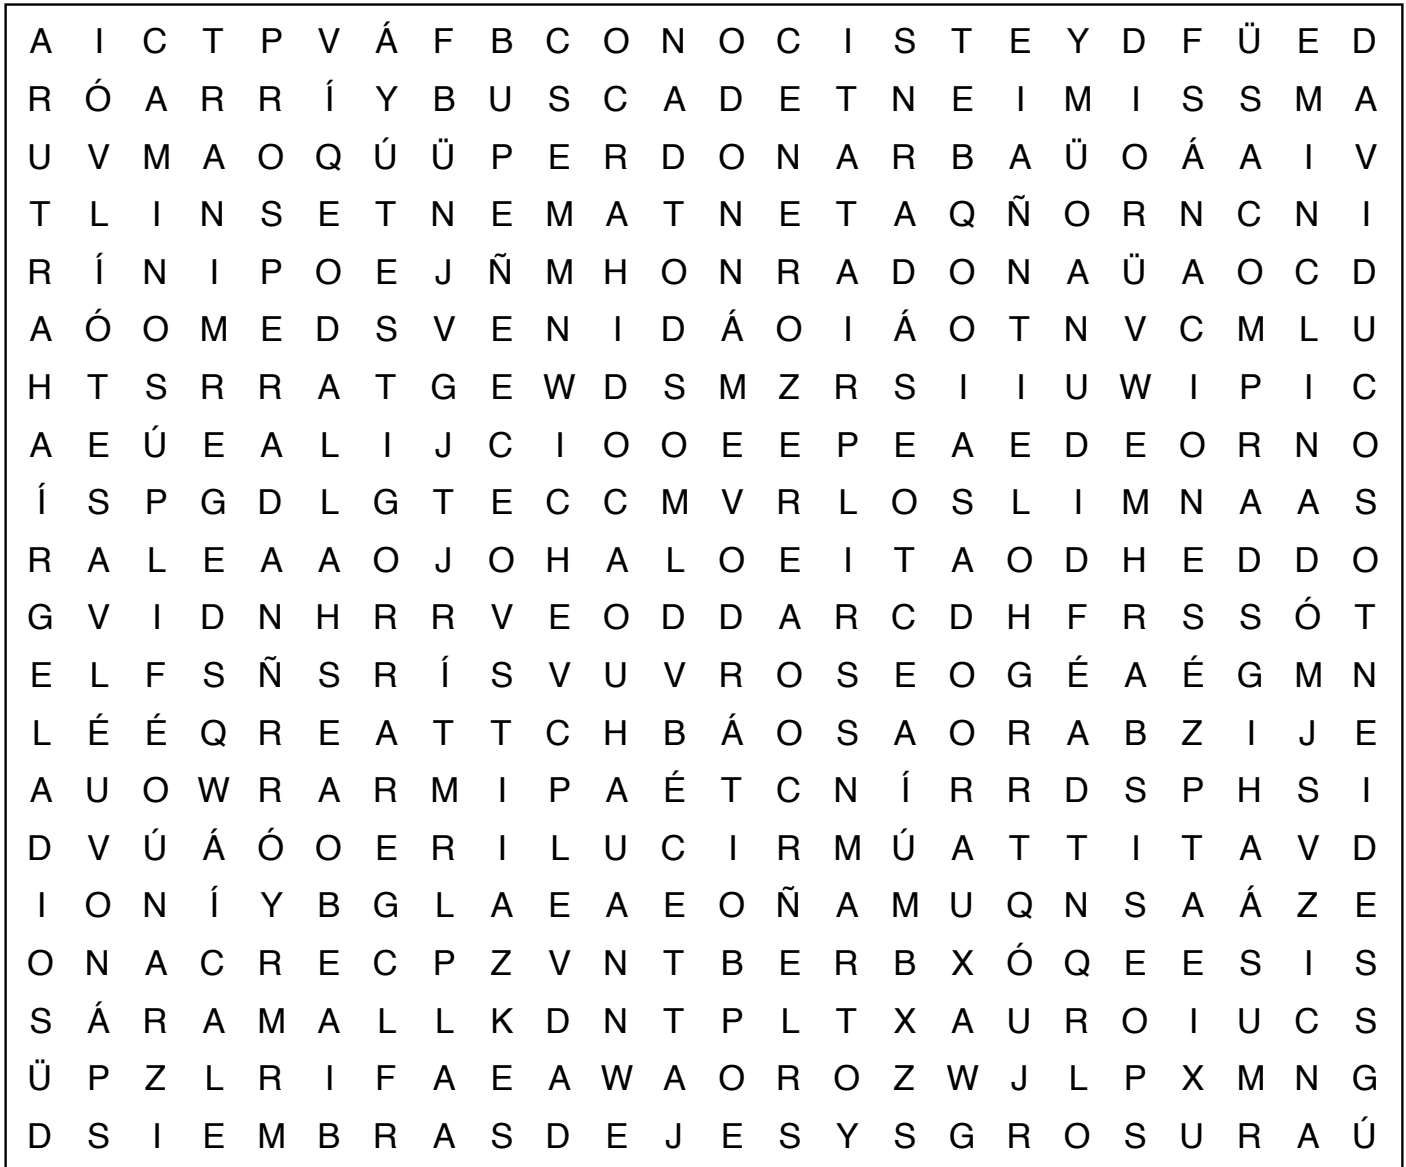 A I C T P V Á F B C O N O C I S T E Y D F Ü E D
R Ó A R R Í Y B U S C A D E T N E I M I S S M A
U V M A O Q Ú Ü P E R D O N A R B A Ü O Á A I V
T L I N S E T N E M A T N E T A Q Ñ O R N C N I
R Í N I P O E J Ñ M H O N R A D O N A Ü A O C D
A Ó O M E D S V E N I D Á O I Á O T N V C M L U
H T S R R A T G E W D S M Z R S I I U W I P I C
A E Ú E A L I J C I O O E E P E A E D E O R N O
Í S P G D L G T E C C M V R L O S L I M N A A S
R A L E A A O J O H A L O E I T A O D H E D D O
G V I D N H R R V E O D D A R C D H F R S S Ó T
E L F S Ñ S R Í S V U V R O S E O G É A É G M N
L É É Q R E A T T C H B Á O S A O R A B Z I J E
A U O W R A R M I P A É T C N Í R R D S P H S I
D V Ú Á Ó O E R I L U C I R M Ú A T T I T A V D
I O N Í Y B G L A E A E O Ñ A M U Q N S A Á Z E
O N A C R E C P Z V N T B E R B X Ó Q E E S I S
S Á R A M A L L K D N T P L T X A U R O I U C S
Ü P Z L R I F A E A W A O R O Z W J L P X M N G
D S I E M B R A S D E J E S Y S G R O S U R A Ú